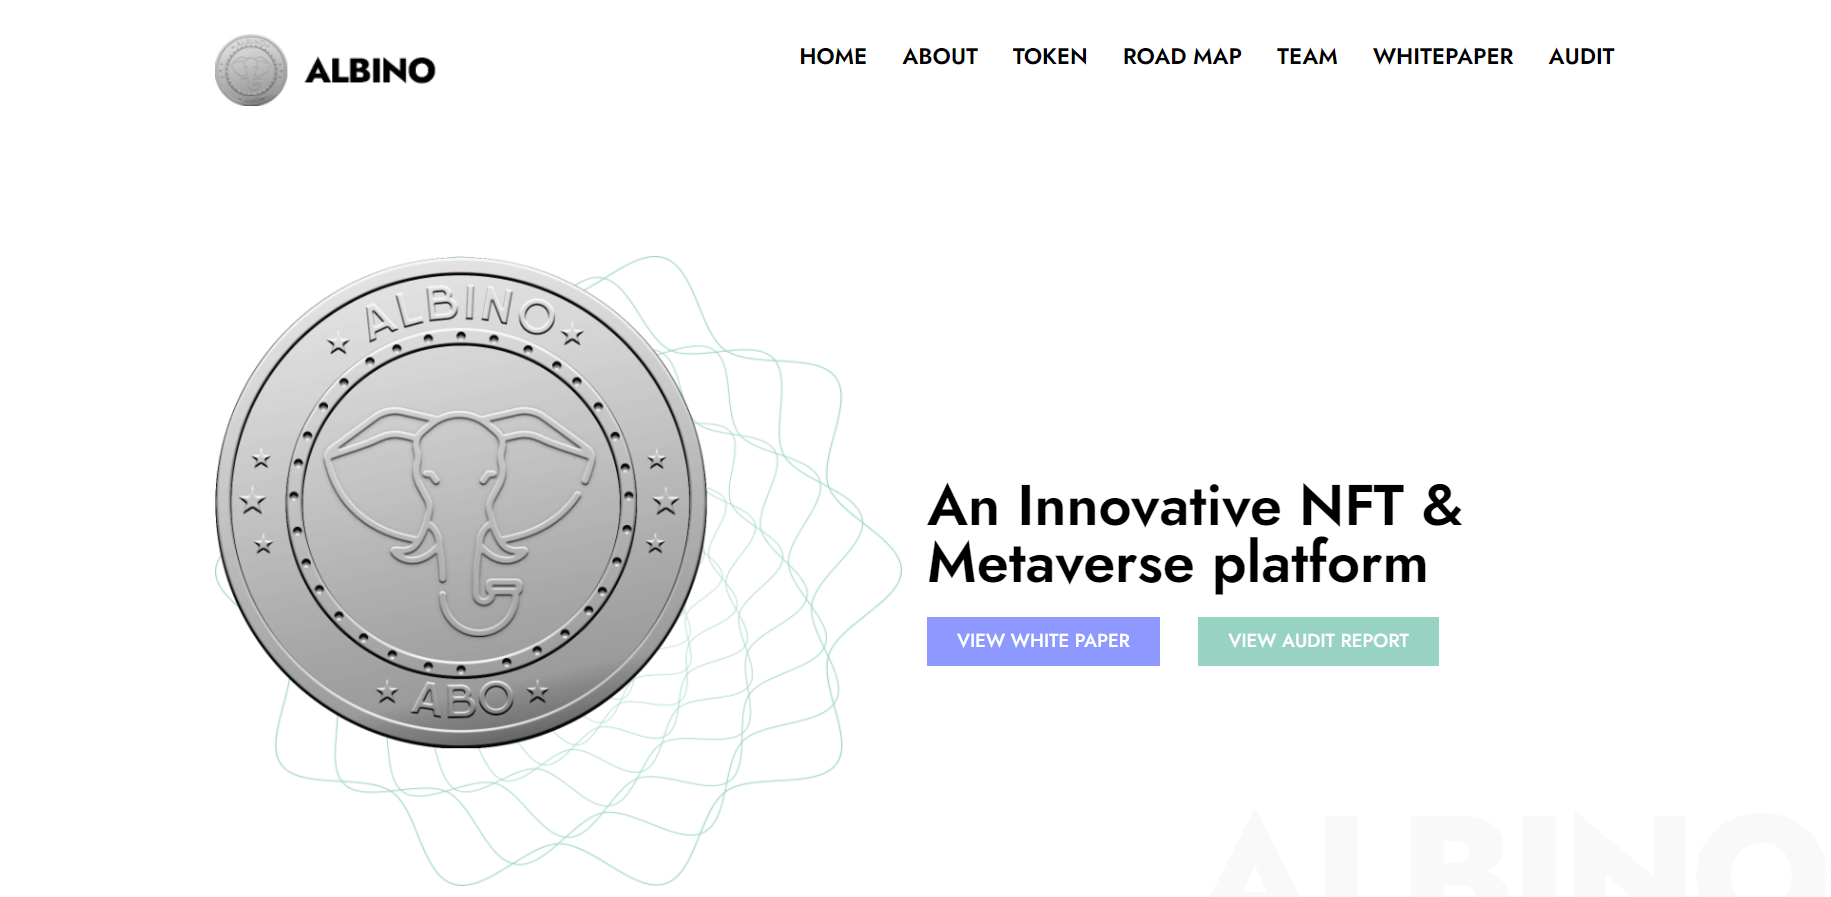 ALBINO
HOME ABOUT TOKEN ROAD MAP TEAM WHITEPAPER AUDIT
ALBINO
ABO
An Innovative NFT &
Metaverse platform
VIEW WHITE PAPER VIEW AUDIT REPORT
ALBINO